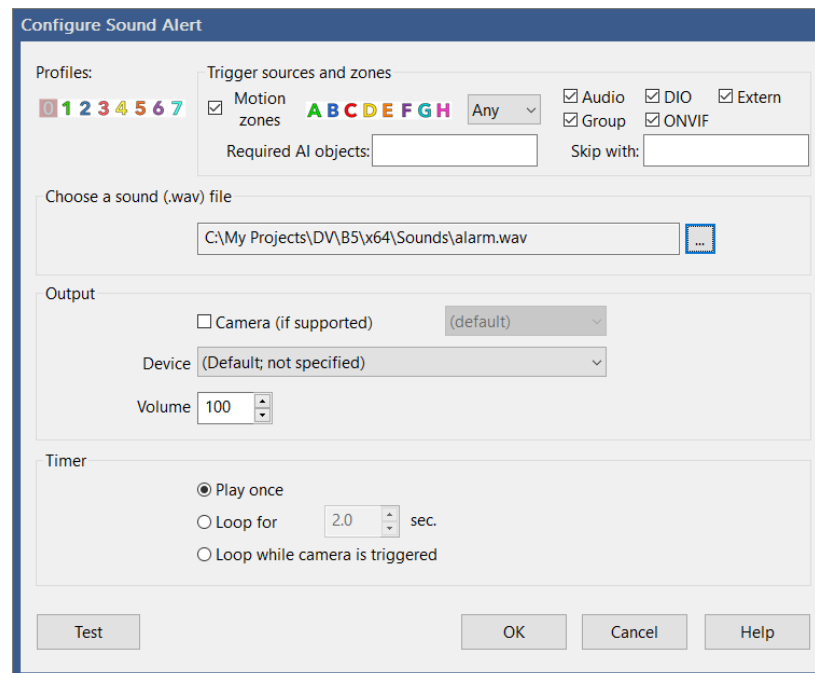 Configure Sound Alert
Profiles:
0 1 2 3 4 5 6 7
Trigger sources and zones
Motion zones
A B C D E F G H
Any
Audio
DIO
Extern
Group
ONVIF
Required AI objects:
Skip with:
Choose a sound (.wav) file
C:\My Projects\DV\B5\x64\Sounds\alarm.wav
...
Output
Camera (if supported)
(default)
Device
(Default; not specified)
Volume
100
Timer
Play once
Loop for
2.0
sec.
Loop while camera is triggered
Test
OK
Cancel
Help